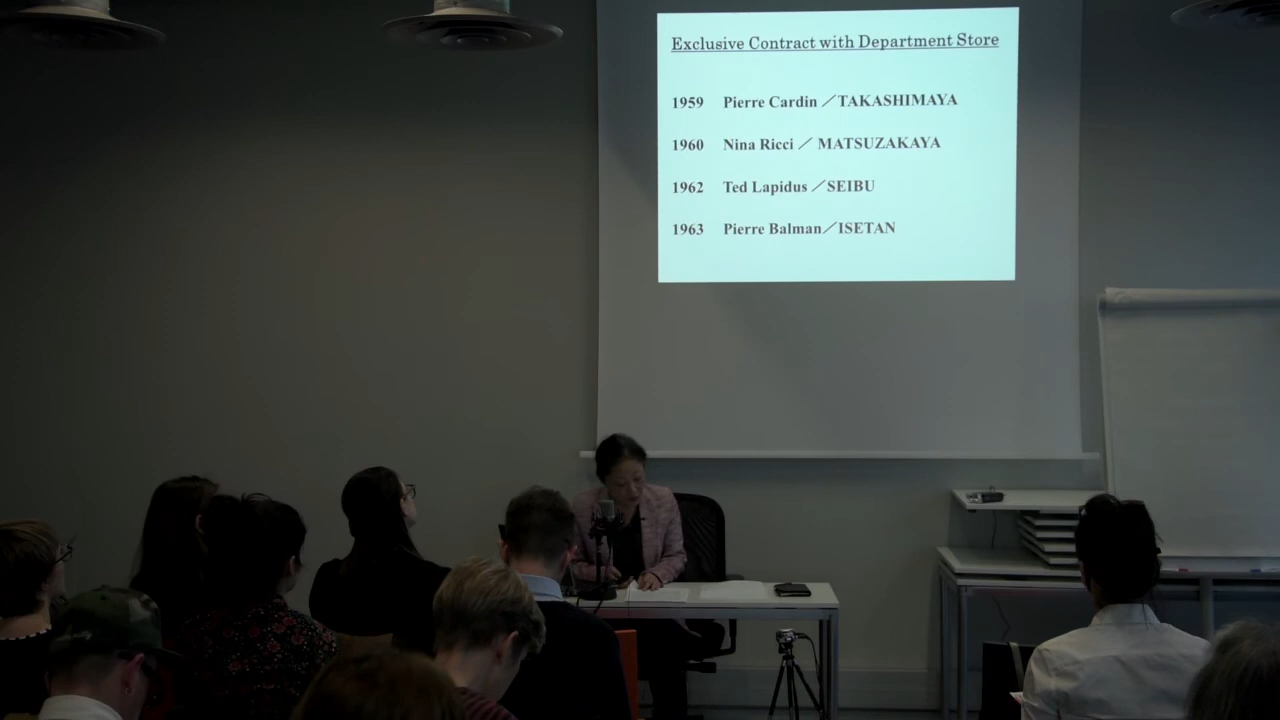 Exclusive Contract with Department Store
1959 Pierre Cardin ／TAKASHIMAYA
1960 Nina Ricci ／ MATSUZAKAYA
1962 Ted Lapidus ／SEIBU
1963 Pierre Balman／ISETAN